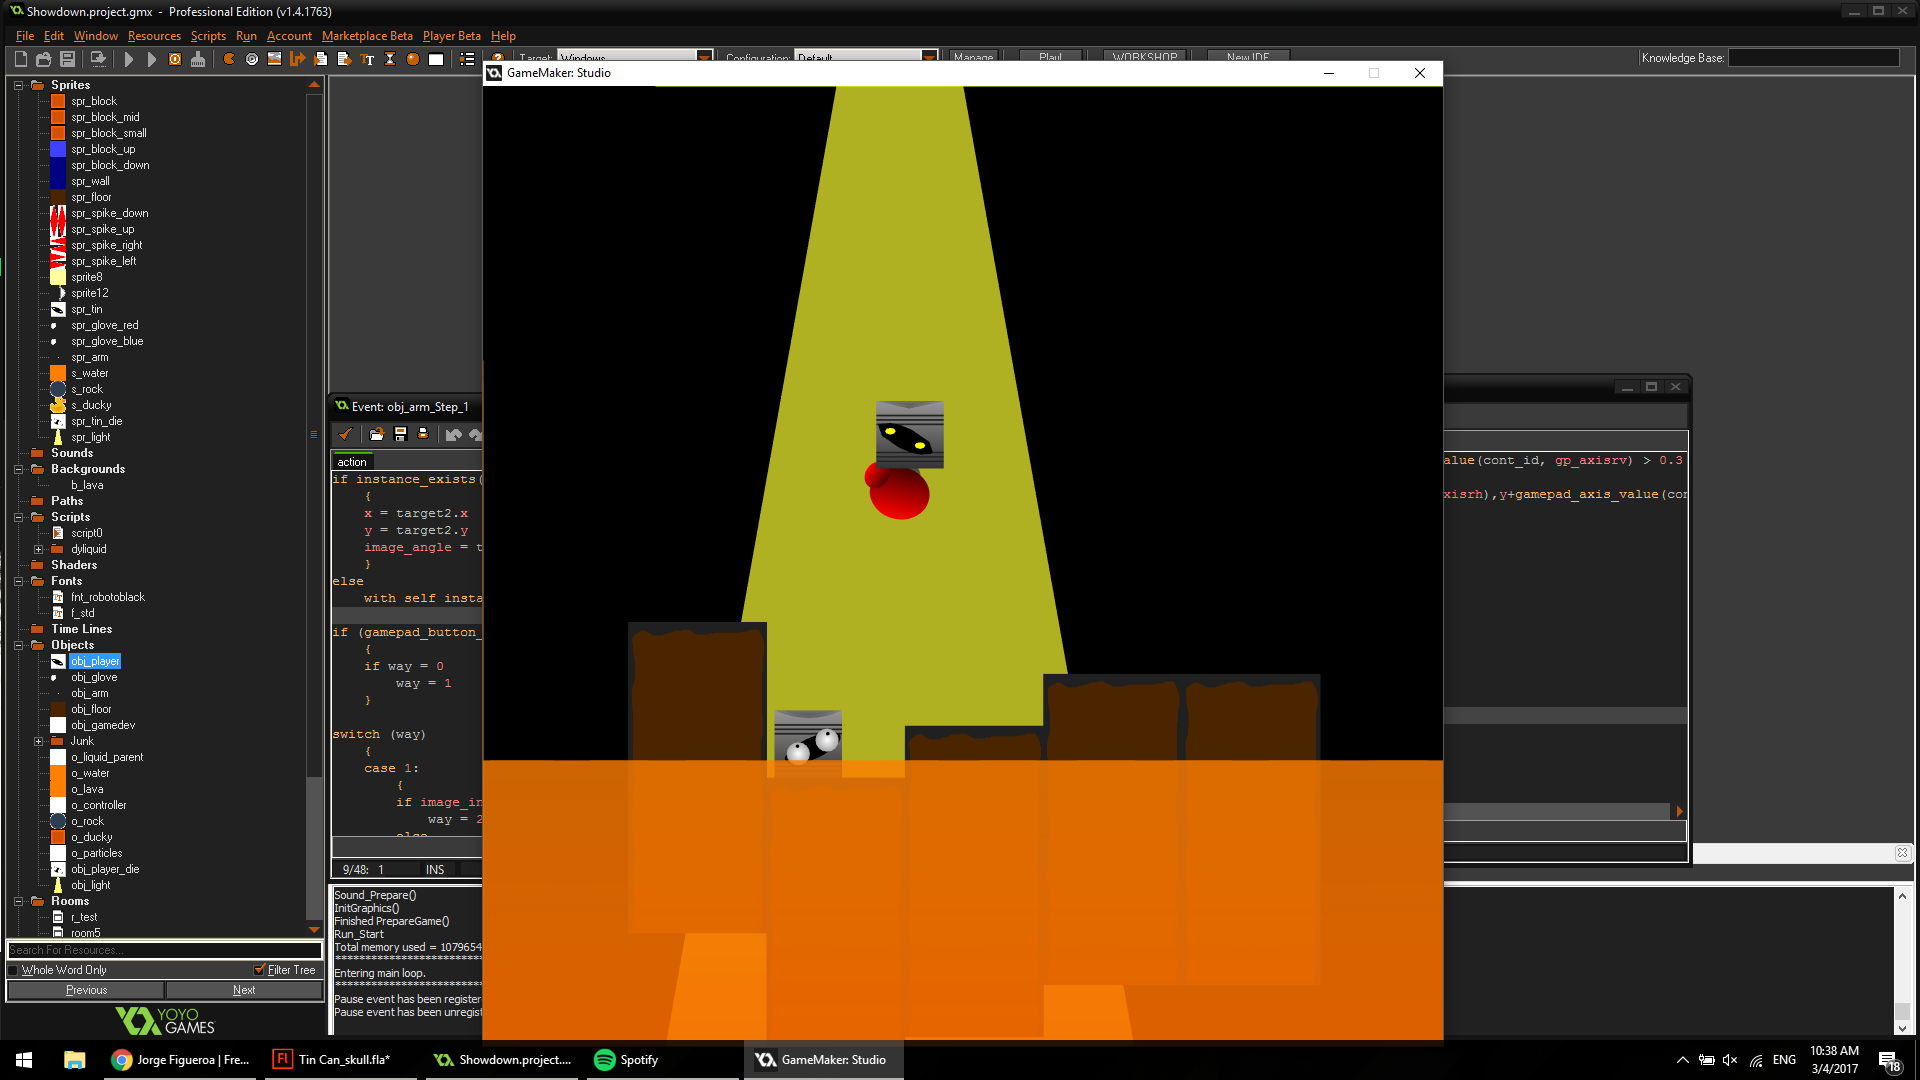 Showdown.project.gmx - Professional Edition (v1.4.1763)
File Edit Window Resources Scripts Run Account Marketplace Beta Player Beta Help
Target: Windows Configuration: Default Manage Play! WORKSHOP New IDE Knowledge Base:
GameMaker: Studio
Sprites
spr_block
spr_block_mid
spr_block_small
spr_block_up
spr_block_down
spr_wall
spr_floor
spr_spike_down
spr_spike_up
spr_spike_right
spr_spike_left
sprite8
sprite12
spr_tin
spr_glove_red
spr_glove_blue
spr_arm
s_water
s_rock
s_ducky
spr_tin_die
spr_light
Sounds
Backgrounds
b_lava
Paths
Scripts
script0
dyliquid
Shaders
Fonts
fnt_robotoblack
f_std
Time Lines
Objects
obj_player
obj_glove
obj_arm
obj_floor
obj_gamedev
Junk
o_liquid_parent
o_water
o_lava
o_controller
o_rock
o_ducky
o_particles
obj_player_die
obj_light
Rooms
r_test
room5
Search For Resources...
Whole Word Only Filter Tree
Previous Next
YOYO
GAMES
Event: obj_arm_Step_1
action
if instance_exists(
{
x = target2.x
y = target2.y
image_angle = t
}
else
with self insta
if (gamepad_button_
{
if way = 0
way = 1
}
switch (way)
{
case 1:
{
if image_in
way = 2
else
9/48: 1 INS
alue(cont_id, gp_axisrv) > 0.3
isrh),y+gamepad_axis_value(con
Sound_Prepare()
InitGraphics()
Finished PrepareGame()
Run_Start
Total memory used = 1079654
Entering main loop.
Pause event has been register
Pause event has been unregist
Jorge Figueroa | Fre... Tin Can_skull.fla* Showdown.project.... Spotify GameMaker: Studio
ENG
10:38 AM
3/4/2017
18